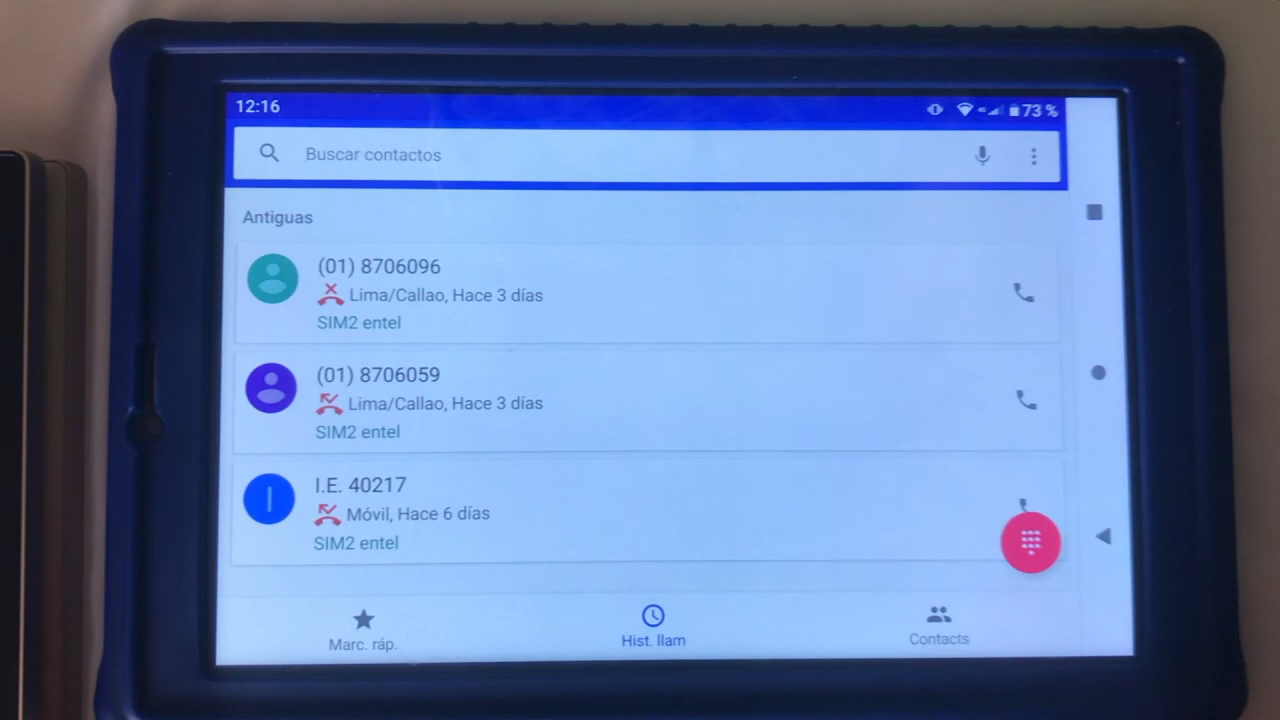 12:16
73 %
Buscar contactos
Antiguas
(01) 8706096
Lima/Callao, Hace 3 días
SIM2 entel
(01) 8706059
Lima/Callao, Hace 3 días
SIM2 entel
I
I.E. 40217
Móvil, Hace 6 días
SIM2 entel
Marc. ráp.
Hist. llam
Contacts